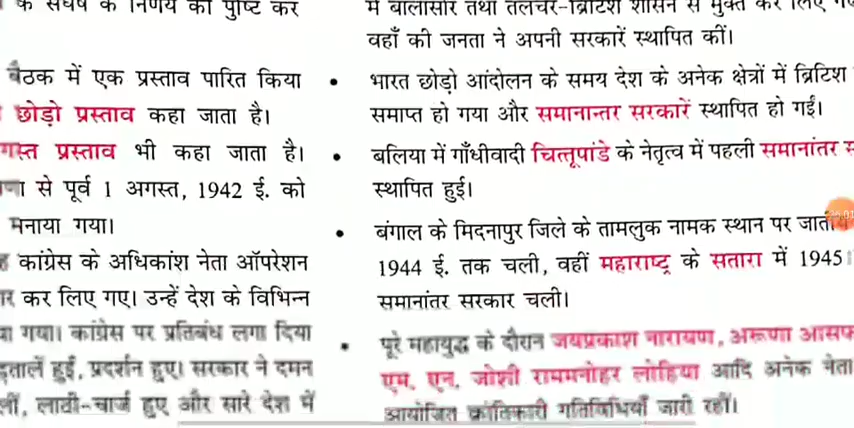 के संघर्ष के निर्णय की पुष्टि कर
बैठक में एक प्रस्ताव पारित किया
छोड़ो प्रस्ताव कहा जाता है।
गस्त प्रस्ताव भी कहा जाता है।
से पूर्व 1 अगस्त, 1942 ई. को
मनाया गया।
कांग्रेस के अधिकांश नेता ऑपरेशन
कर लिए गए। उन्हें देश के विभिन्न
गया। कांग्रेस पर प्रतिबंध लगा दिया
हुईं, प्रदर्शन हुए। सरकार ने दमन
लाठी-चार्ज हुए और सारे देश में
में बालासोर तथा तलचर-ब्रिटिश शासन से मुक्त कर लिए
वहाँ की जनता ने अपनी सरकारें स्थापित कीं।
• भारत छोड़ो आंदोलन के समय देश के अनेक क्षेत्रों में ब्रिटिश
समाप्त हो गया और समानान्तर सरकारें स्थापित हो गईं।
• बलिया में गाँधीवादी चित्तूपांडे के नेतृत्व में पहली समानांतर
स्थापित हुई।
• बंगाल के मिदनापुर जिले के तामलुक नामक स्थान पर
1944 ई. तक चली, वहीं महाराष्ट्र के सतारा में 1945
समानांतर सरकार चली।
• पूरे महायुद्ध के दौरान जयप्रकाश नारायण, अरूणा आसफ
एम. एन. जोशी राममनोहर लोहिया आदि अनेक नेता
आयोजित क्रांतिकारी गतिविधियाँ जारी रहीं।